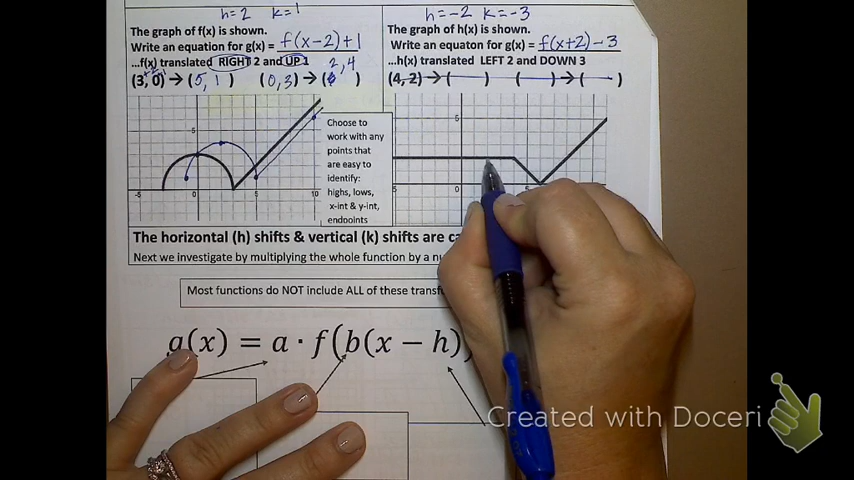 h=2 k=1
The graph of f(x) is shown.
Write an equation for g(x) = f(x-2)+1
...f(x) translated RIGHT 2 and UP 1
2,4
(3, 0) → (5, 1) (0, 3) → ( )
5
-5 0 5 10
Choose to
work with any
points that
are easy to
identify:
highs, lows,
x-int & y-int,
endpoints
h=-2 k=-3
The graph of h(x) is shown.
Write an equaton for g(x) = f(x+2)-3
...h(x) translated LEFT 2 and DOWN 3
(4, 2) → (___) (___) → (___)
5
5 0
The horizontal (h) shifts & vertical (k) shifts are ca
Next we investigate by multiplying the whole function by a nu
Most functions do NOT include ALL of these transf
g(x) = a · f(b(x − h))
Created with Doceri